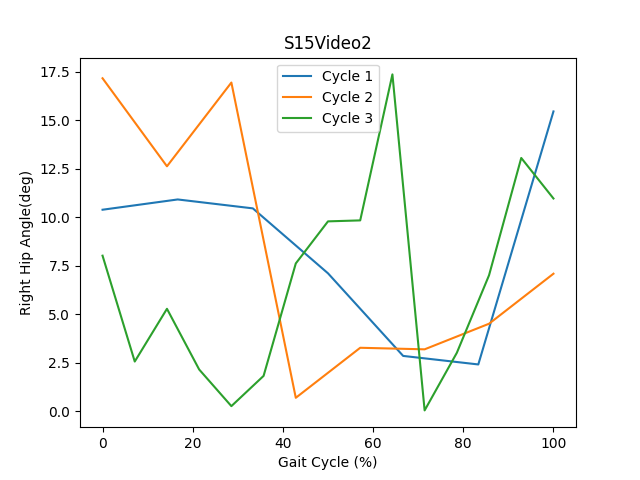 S15Video2
Cycle 1
Cycle 2
Cycle 3
17.5
15.0
12.5
10.0
7.5
5.0
2.5
0.0
Right Hip Angle(deg)
0 20 40 60 80 100
Gait Cycle (%)